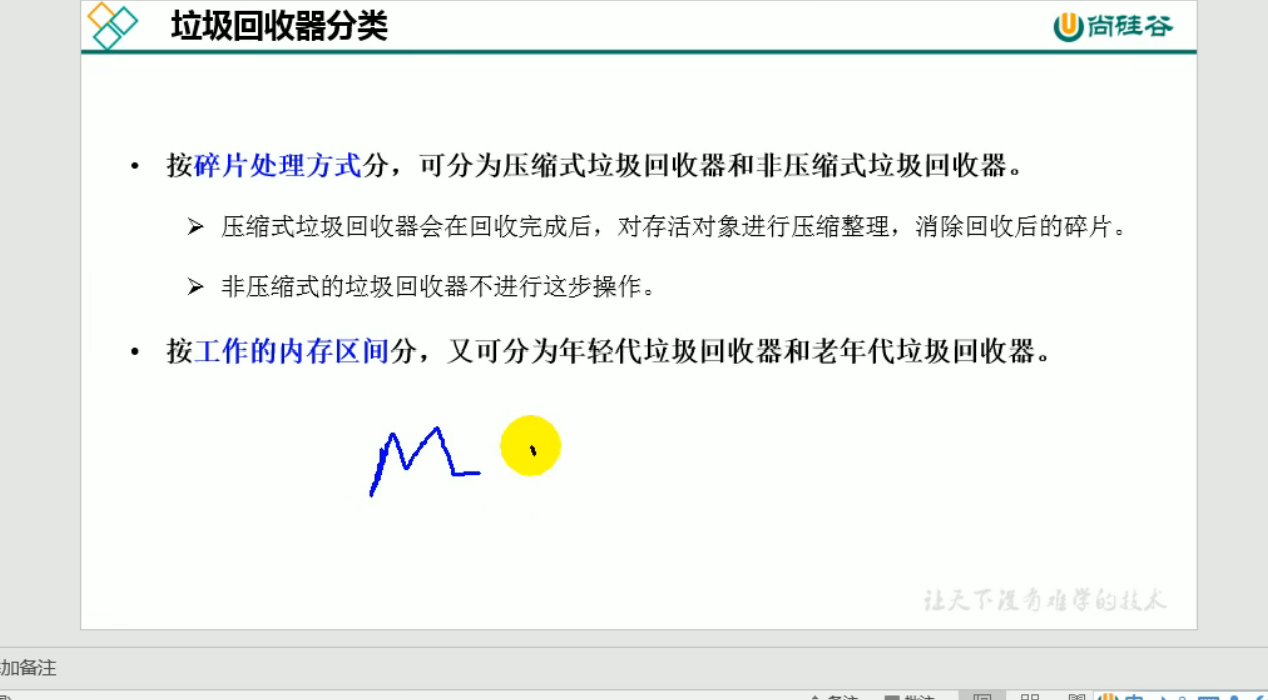 垃圾回收器分类
尚硅谷
• 按碎片处理方式分，可分为压缩式垃圾回收器和非压缩式垃圾回收器。
➢ 压缩式垃圾回收器会在回收完成后，对存活对象进行压缩整理，消除回收后的碎片。
➢ 非压缩式的垃圾回收器不进行这步操作。
• 按工作的内存区间分，又可分为年轻代垃圾回收器和老年代垃圾回收器。
M
让天下没有难学的技术
加备注